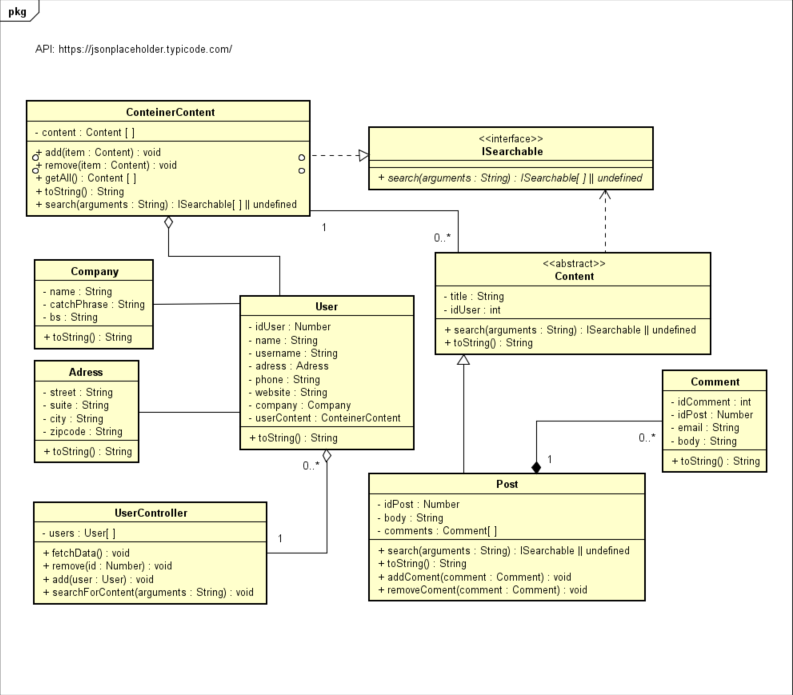 pkg
API: https://jsonplaceholder.typicode.com/
ConteinerContent
- content : Content [ ]
+ add(item : Content) : void
+ remove(item : Content) : void
+ getAll() : Content [ ]
+ toString() : String
+ search(arguments : String) : ISearchable[ ] || undefined
<<interface>>
ISearchable
+ search(arguments : String) : ISearchable[ ] || undefined
1
0..*
<<abstract>>
Content
- title : String
- idUser : int
+ search(arguments : String) : ISearchable || undefined
+ toString() : String
Company
- name : String
- catchPhrase : String
- bs : String
+ toString() : String
User
- idUser : Number
- name : String
- username : String
- adress : Adress
- phone : String
- website : String
- company : Company
- userContent : ConteinerContent
+ toString() : String
Adress
- street : String
- suite : String
- city : String
- zipcode : String
+ toString() : String
Comment
- idComment : int
- idPost : Number
- email : String
- body : String
+ toString() : String
0..*
1
0..*
1
Post
- idPost : Number
- body : String
- comments : Comment[ ]
+ search(arguments : String) : ISearchable || undefined
+ toString() : String
+ addComent(comment : Comment) : void
+ removeComent(comment : Comment) : void
UserController
- users : User[ ]
+ fetchData() : void
+ remove(id : Number) : void
+ add(user : User) : void
+ searchForContent(arguments : String) : void